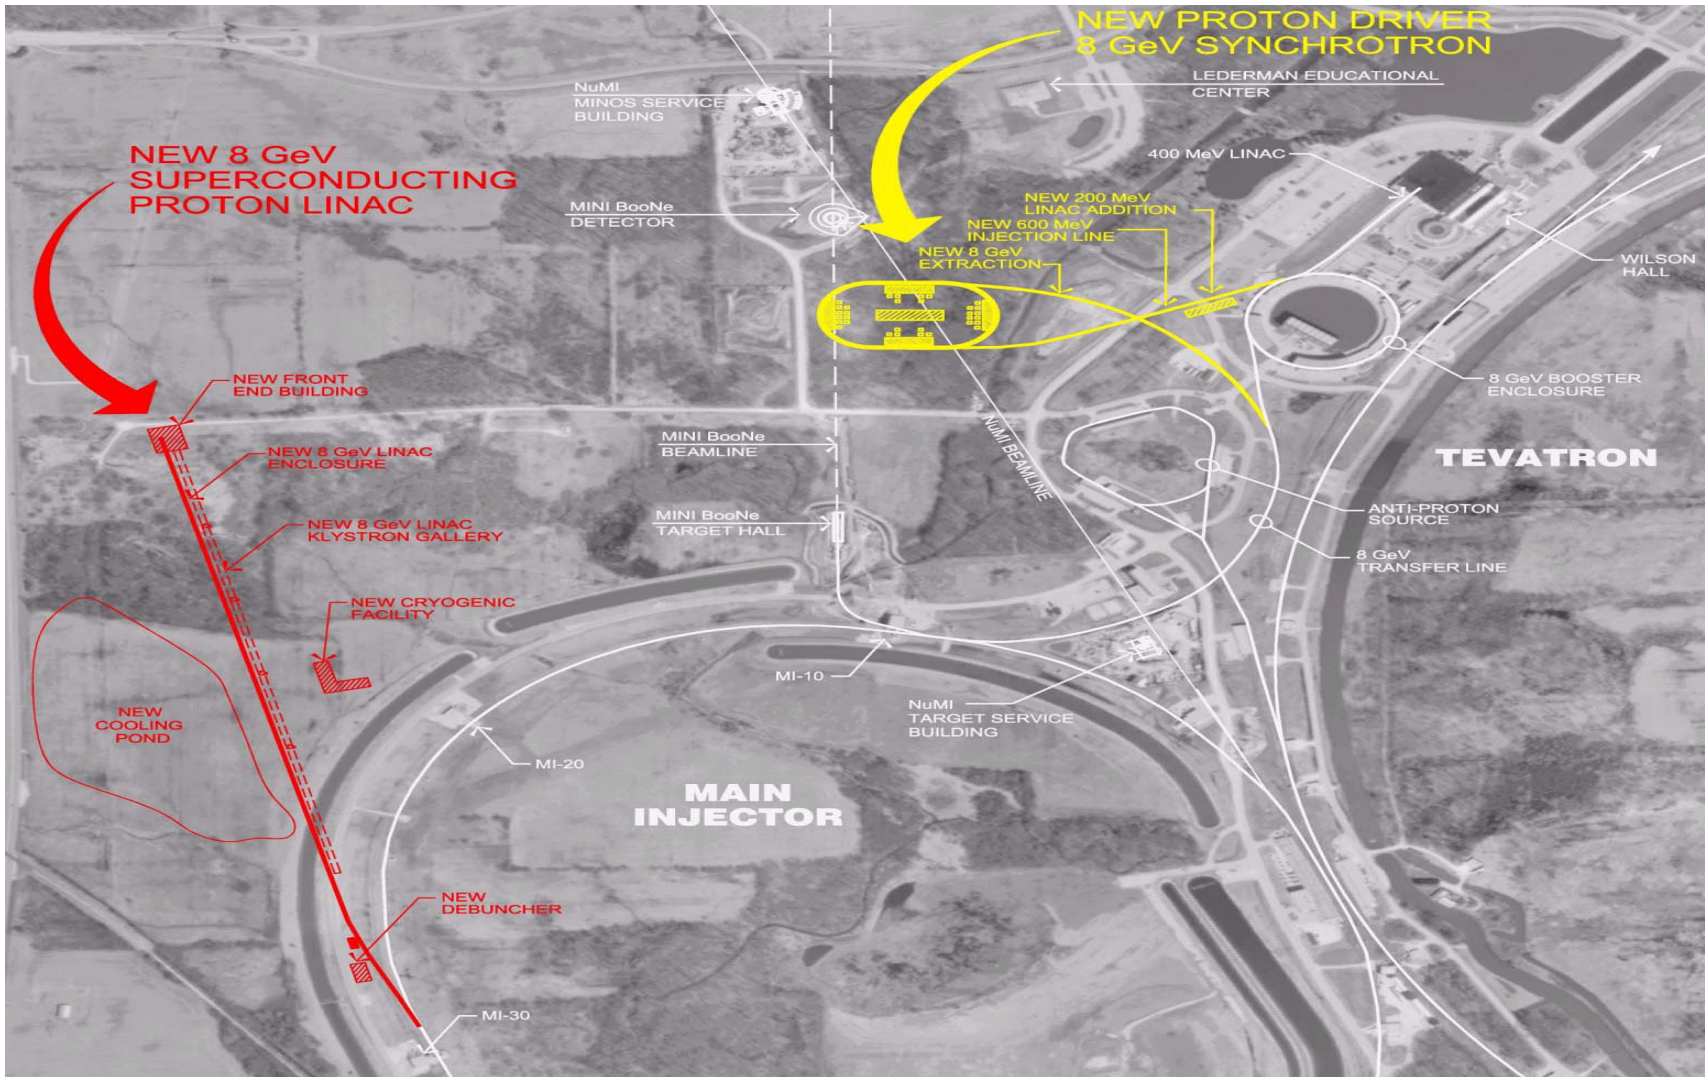 NEW PROTON DRIVER
8 GeV SYNCHROTRON
LEDERMAN EDUCATIONAL
CENTER
NuMI
MINOS SERVICE
BUILDING
NEW 8 GeV
SUPERCONDUCTING
PROTON LINAC
400 MeV LINAC
MINI BooNe
DETECTOR
NEW 200 MeV
LINAC ADDITION
NEW 600 MeV
INJECTION LINE
NEW 8 GeV
EXTRACTION
WILSON
HALL
NEW FRONT
END BUILDING
8 GeV BOOSTER
ENCLOSURE
MINI BooNe
BEAMLINE
NuMI BEAMLINE
NEW 8 GeV LINAC
ENCLOSURE
TEVATRON
MINI BooNe
TARGET HALL
ANTI-PROTON
SOURCE
NEW 8 GeV LINAC
KLYSTRON GALLERY
8 GeV
TRANSFER LINE
NEW CRYOGENIC
FACILITY
MI-10
NEW
COOLING
POND
NuMI
TARGET SERVICE
BUILDING
MI-20
MAIN
INJECTOR
NEW
DEBUNCHER
MI-30